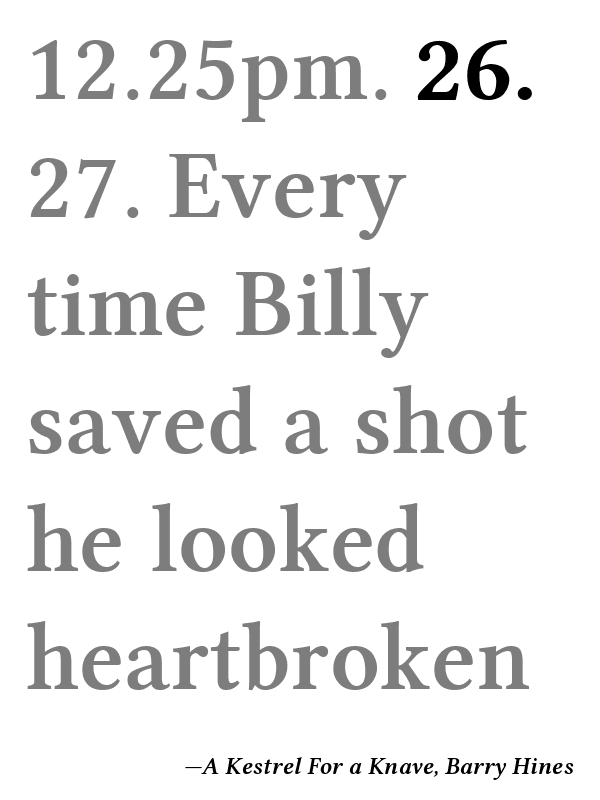 12.25pm. 26.
27. Every
time Billy
saved a shot
he looked
heartbroken
—A Kestrel For a Knave, Barry Hines